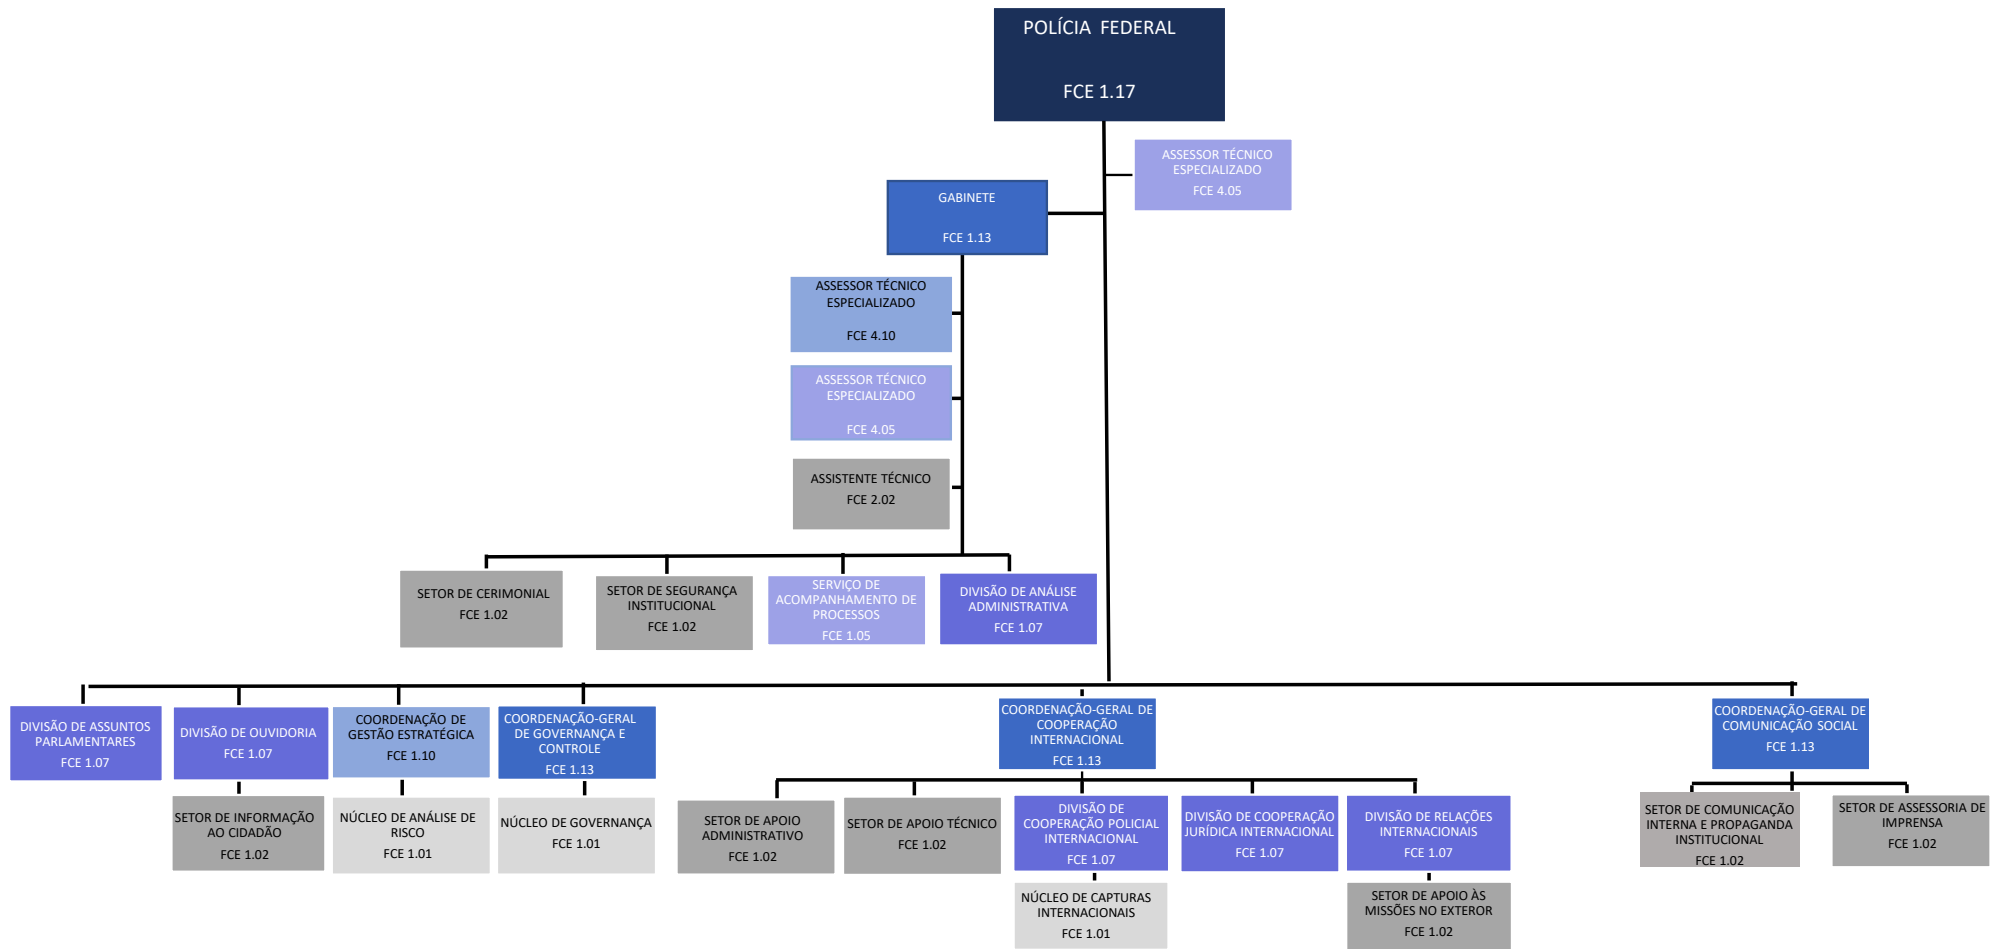 POLÍCIA FEDERAL
FCE 1.17
ASSESSOR TÉCNICO
ESPECIALIZADO
FCE 4.05
GABINETE
FCE 1.13
ASSESSOR TÉCNICO
ESPECIALIZADO
FCE 4.10
ASSESSOR TÉCNICO
ESPECIALIZADO
FCE 4.05
ASSISTENTE TÉCNICO
FCE 2.02
SETOR DE CERIMONIAL
FCE 1.02
SETOR DE SEGURANÇA
INSTITUCIONAL
FCE 1.02
SERVIÇO DE
ACOMPANHAMENTO DE
PROCESSOS
FCE 1.05
DIVISÃO DE ANÁLISE
ADMINISTRATIVA
FCE 1.07
DIVISÃO DE ASSUNTOS
PARLAMENTARES
FCE 1.07
DIVISÃO DE OUVIDORIA
FCE 1.07
COORDENAÇÃO DE
GESTÃO ESTRATÉGICA
FCE 1.10
COORDENAÇÃO-GERAL
DE GOVERNANÇA E
CONTROLE
FCE 1.13
COORDENAÇÃO-GERAL DE
COOPERAÇÃO
INTERNACIONAL
FCE 1.13
COORDENAÇÃO-GERAL DE
COMUNICAÇÃO SOCIAL
FCE 1.13
SETOR DE INFORMAÇÃO
AO CIDADÃO
FCE 1.02
NÚCLEO DE ANÁLISE DE
RISCO
FCE 1.01
NÚCLEO DE GOVERNANÇA
FCE 1.01
SETOR DE APOIO
ADMINISTRATIVO
FCE 1.02
SETOR DE APOIO TÉCNICO
FCE 1.02
DIVISÃO DE
COOPERAÇÃO POLICIAL
INTERNACIONAL
FCE 1.07
DIVISÃO DE COOPERAÇÃO
JURÍDICA INTERNACIONAL
FCE 1.07
DIVISÃO DE RELAÇÕES
INTERNACIONAIS
FCE 1.07
SETOR DE COMUNICAÇÃO
INTERNA E PROPAGANDA
INSTITUCIONAL
FCE 1.02
SETOR DE ASSESSORIA DE
IMPRENSA
FCE 1.02
NÚCLEO DE CAPTURAS
INTERNACIONAIS
FCE 1.01
SETOR DE APOIO ÀS
MISSÕES NO EXTEROR
FCE 1.02